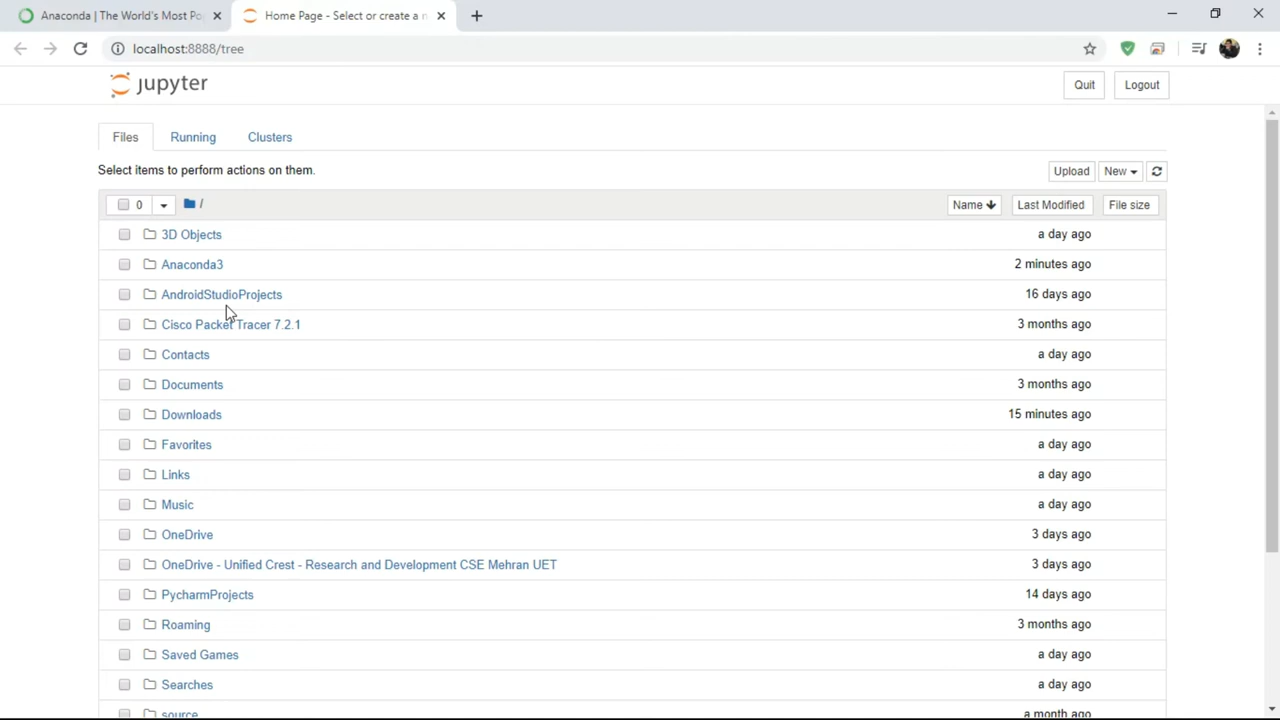 Anaconda | The World's Most Po
Home Page - Select or create a n
localhost:8888/tree
jupyter
Quit
Logout
Files
Running
Clusters
Select items to perform actions on them.
Upload
New
0
/
Name
Last Modified
File size
3D Objects
a day ago
Anaconda3
2 minutes ago
AndroidStudioProjects
16 days ago
Cisco Packet Tracer 7.2.1
3 months ago
Contacts
a day ago
Documents
3 months ago
Downloads
15 minutes ago
Favorites
a day ago
Links
a day ago
Music
a day ago
OneDrive
3 days ago
OneDrive - Unified Crest - Research and Development CSE Mehran UET
3 days ago
PycharmProjects
14 days ago
Roaming
3 months ago
Saved Games
a day ago
Searches
a day ago
source
a month ago